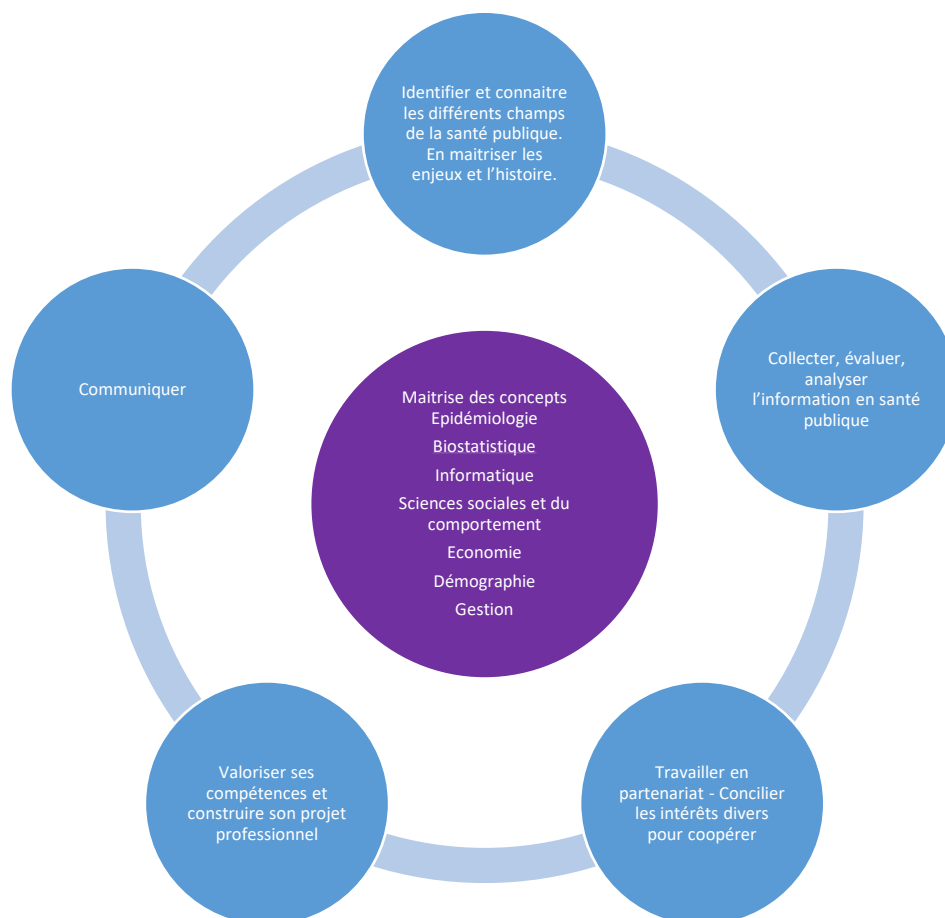 Identifier et connaitre
les différents champs
de la santé publique.
En maitriser les
enjeux et l’histoire.
Collecter, évaluer,
analyser
l’information en santé
publique
Travailler en
partenariat - Concilier
les intérêts divers
pour coopérer
Valoriser ses
compétences et
construire son projet
professionnel
Communiquer
Maitrise des concepts
Epidémiologie
Biostatistique
Informatique
Sciences sociales et du
comportement
Economie
Démographie
Gestion